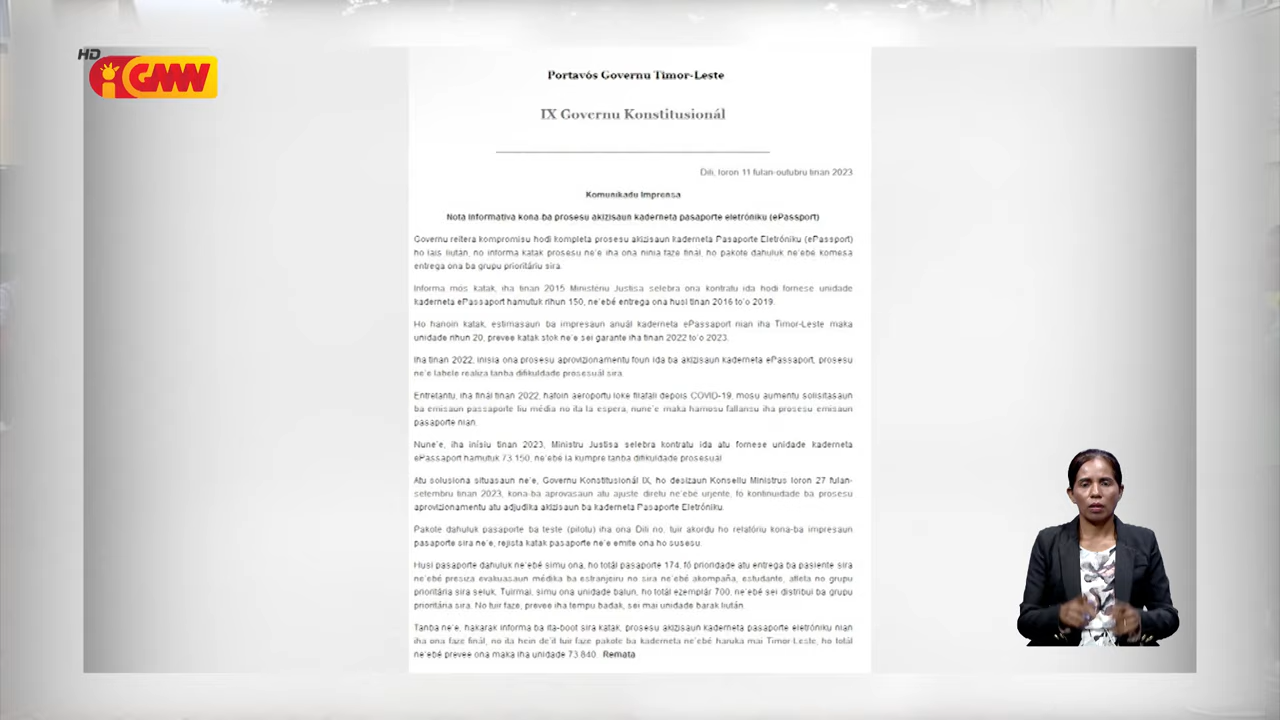 HD
GMN
Portavós Governu Timor-Leste
IX Governu Konstitusionál
Dili, loron 11 fulan-outubru tinan 2023
Komunikadu Imprensa
Nota informativa kona-ba prosesu akizisaun kaderneta pasaporte eletróniku (ePassport)
Governu reitera kompromisu hodi kompleta prosesu akizisaun kaderneta Pasaporte Eletróniku (ePassport)
ho lais liután, no informa katak prosesu ne'e iha ona ninia faze finál, ho pakote dahuluk ne'ebé komesa
entrega ona ba grupu prioritáriu sira.
Informa mós katak, iha tinan 2015 Ministériu Justisa selebra ona kontratu ida hodi fornese unidade
kaderneta ePassaport hamutuk rihun 150, ne'ebé entrega ona husi tinan 2016 to'o 2019.
Ho hanoin katak, estimasaun ba impresaun anuál kaderneta ePassaport nian iha Timor-Leste maka
unidade rihun 20, prevee katak stok ne'e sei garante iha tinan 2022 to'o 2023.
Iha tinan 2022, inisia ona prosesu aprovizionamentu foun ida ba akizisaun kaderneta ePassaport, prosesu
ne'e labele realiza tanba difikuldade prosesuál sira.
Entretantu, iha finál tinan 2022, hafoin aeroportu loke filafali depois COVID-19, mosu aumentu solisitasaun
ba emisaun passaporte liu média no ita la espera, nune'e maka hamosu fallansu iha prosesu emisaun
pasaporte nian.
Nune'e, iha inísiu tinan 2023, Ministru Justisa selebra kontratu ida atu fornese unidade kaderneta
ePassaport hamutuk 73.150, ne'ebé la kumpre tanba difikuldade prosesuál
Atu solusiona situasaun ne'e, Governu Konstitusionál IX, ho desizaun Konsellu Ministrus loron 27 fulan-
setembru tinan 2023, kona-ba aprovasaun atu ajuste diretu ne'ebé urjente, fó kontinuidade ba prosesu
aprovizionamentu atu adjudika akizisaun ba kaderneta Pasaporte Eletróniku.
Pakote dahuluk pasaporte ba teste (pilotu) iha ona Dili no, tuir akordu ho relatóriu kona-ba impresaun
pasaporte sira ne'e, rejista katak pasaporte ne'e emite ona ho susesu.
Husi pasaporte dahuluk ne'ebé simu ona, ho totál pasaporte 174, fó prioridade atu entrega ba pasiente sira
ne'ebé presiza evakuasaun médika ba estranjeiru no sira ne'ebé akompaña, estudante, atleta no grupu
prioritária sira seluk. Tuirmai, simu ona unidade balun, ho totál ezemplár 700, ne'ebé sei distribui ba grupu
prioritária sira. No tuir faze, prevee iha tempu badak, sei mai unidade barak liután.
Tanba ne'e, hakarak informa ba ita-boot sira katak, prosesu akizisaun kaderneta pasaporte eletróniku nian
iha ona faze finál, no ita hein de'it tuir faze pakote ba kaderneta ne'ebé haruka mai Timor-Leste, ho totál
ne'ebé prevee ona maka iha unidade 73.840. Remata